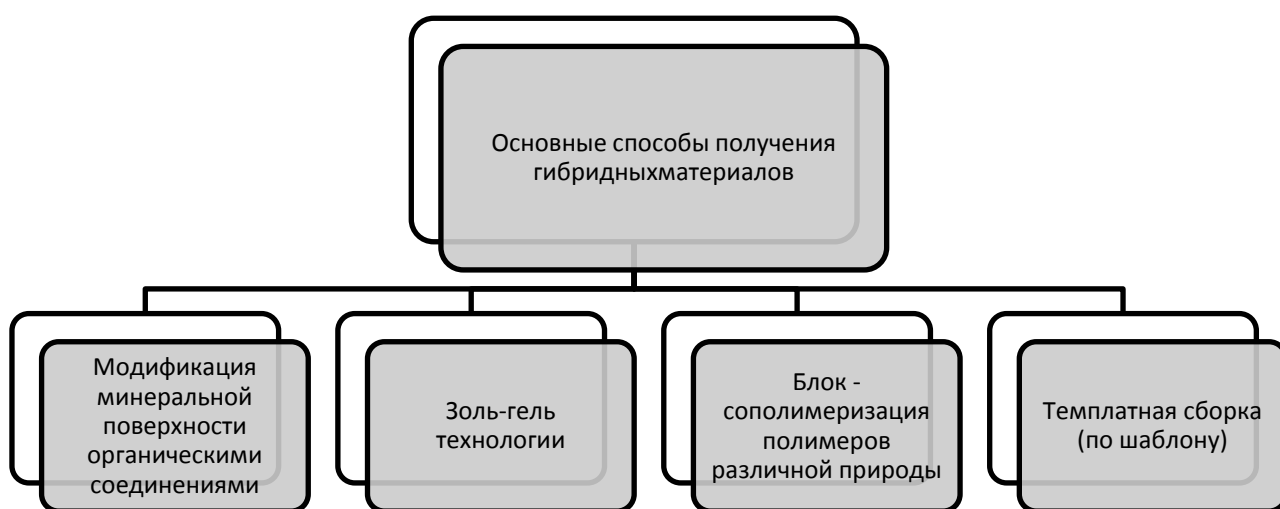 Основные способы получения
гибридныхматериалов
Модификация
минеральной
поверхности
органическими
соединениями
Золь-гель
технологии
Блок -
сополимеризация
полимеров
различной природы
Темплатная сборка
(по шаблону)